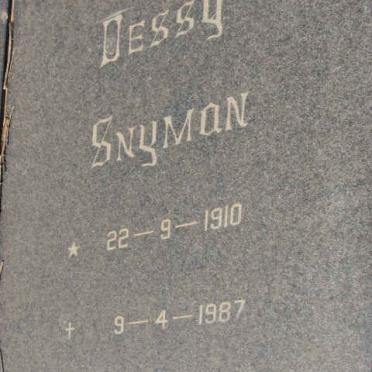 Dessy
Snyman
★ 22-9-1910
† 9-4-1987